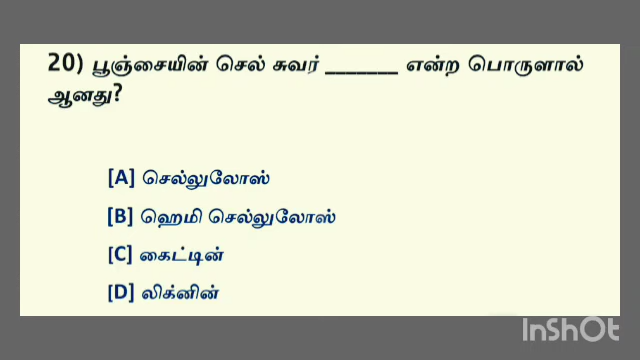 20) பூஞ்சையின் செல் சுவர் _______ என்ற பொருளால்
ஆனது?
[A] செல்லுலோஸ்
[B] ஹெமி செல்லுலோஸ்
[C] கைட்டின்
[D] லிக்னின்
InShOt